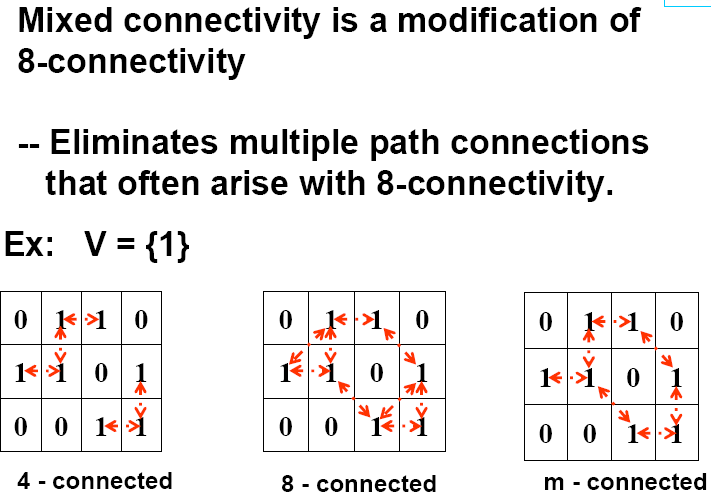 Mixed connectivity is a modification of
8-connectivity
-- Eliminates multiple path connections
that often arise with 8-connectivity.
Ex: V = {1}
0 1 1 0 0 1 1 0 0 1 1 0
1 1 0 1 1 1 0 1 1 1 0 1
0 0 1 1 0 0 1 1 0 0 1 1
4 - connected 8 - connected m - connected